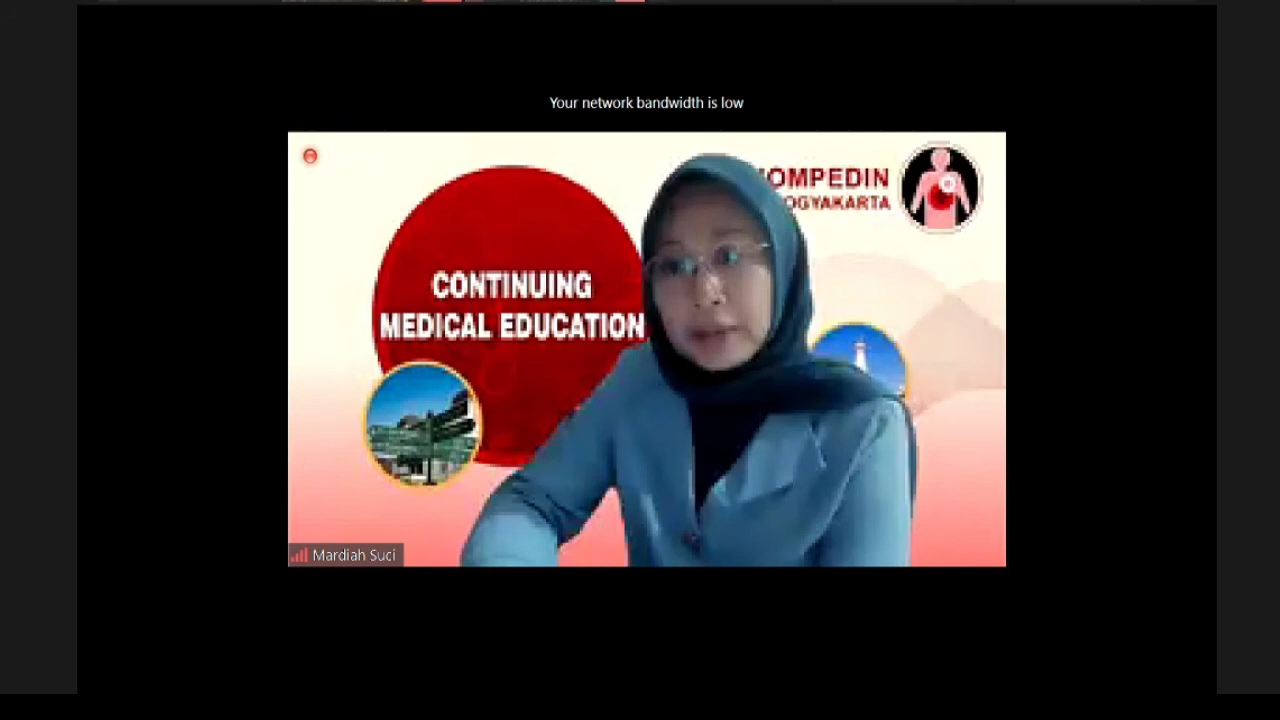 Your network bandwidth is low
OMPEDIN
OGYAKARTA
CONTINUING
MEDICAL EDUCATION
Mardiah Suci